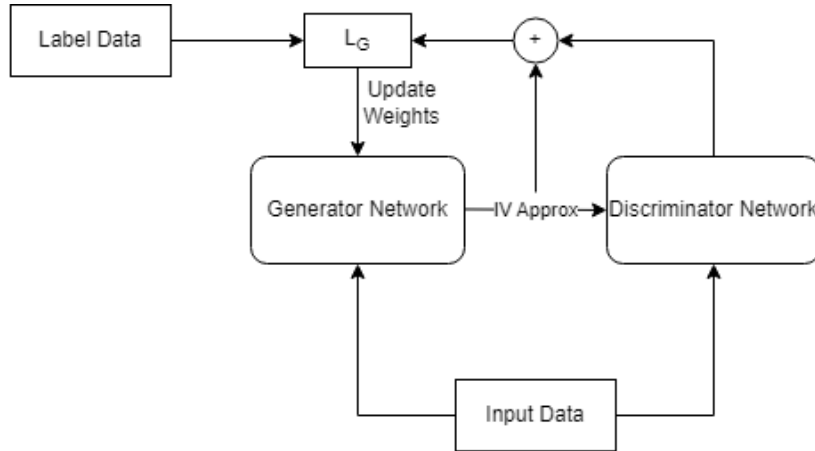 Label Data
L_G
+
Update
Weights
Generator Network
IV Approx
Discriminator Network
Input Data